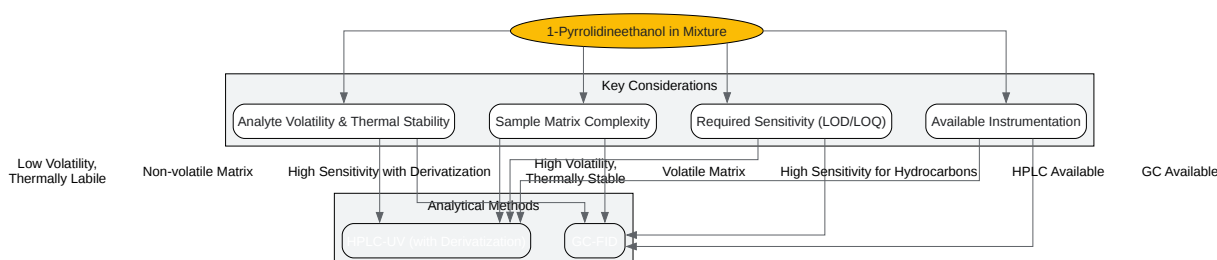 1-Pyrrolidineethanol in Mixture
Key Considerations
Analyte Volatility & Thermal Stability
Sample Matrix Complexity
Required Sensitivity (LOD/LOQ)
Available Instrumentation
Low Volatility,
Thermally Labile
Non-volatile Matrix
High Sensitivity with Derivatization
High Volatility,
Thermally Stable
Volatile Matrix
High Sensitivity for Hydrocarbons
HPLC Available
GC Available
Analytical Methods
HPLC-UV (with Derivatization)
GC-FID